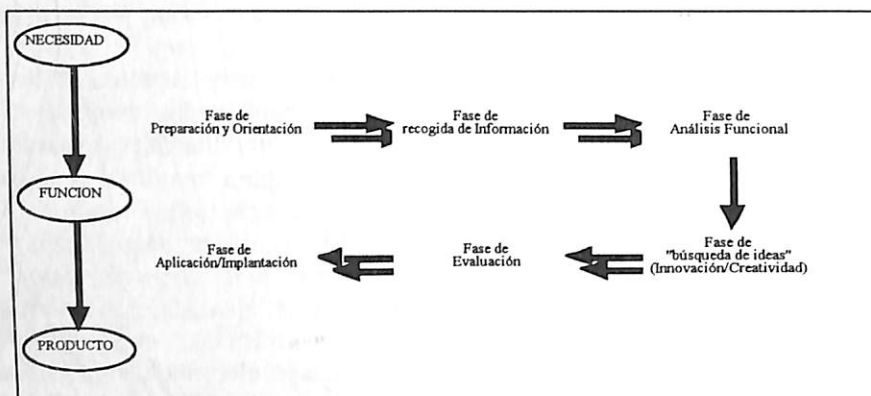 NECESIDAD
Fase de
Preparación y Orientación
Fase de
recogida de Información
Fase de
Análisis Funcional
FUNCION
Fase de
Aplicación/Implantación
Fase de
Evaluación
Fase de
"búsqueda de ideas"
(Innovación/Creatividad)
PRODUCTO